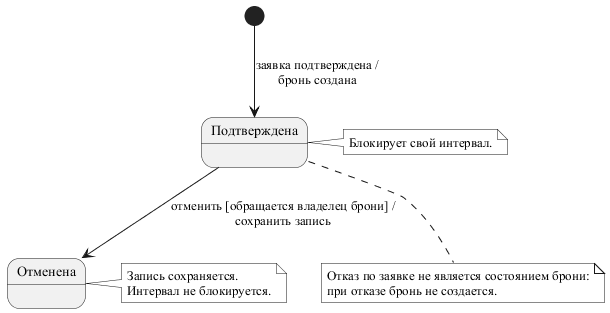 заявка подтверждена /
бронь создана
Подтверждена
Блокирует свой интервал.
отменить [обращается владелец брони] /
сохранить запись
Отменена
Запись сохраняется.
Интервал не блокируется.
Отказ по заявке не является состоянием брони:
при отказе бронь не создается.